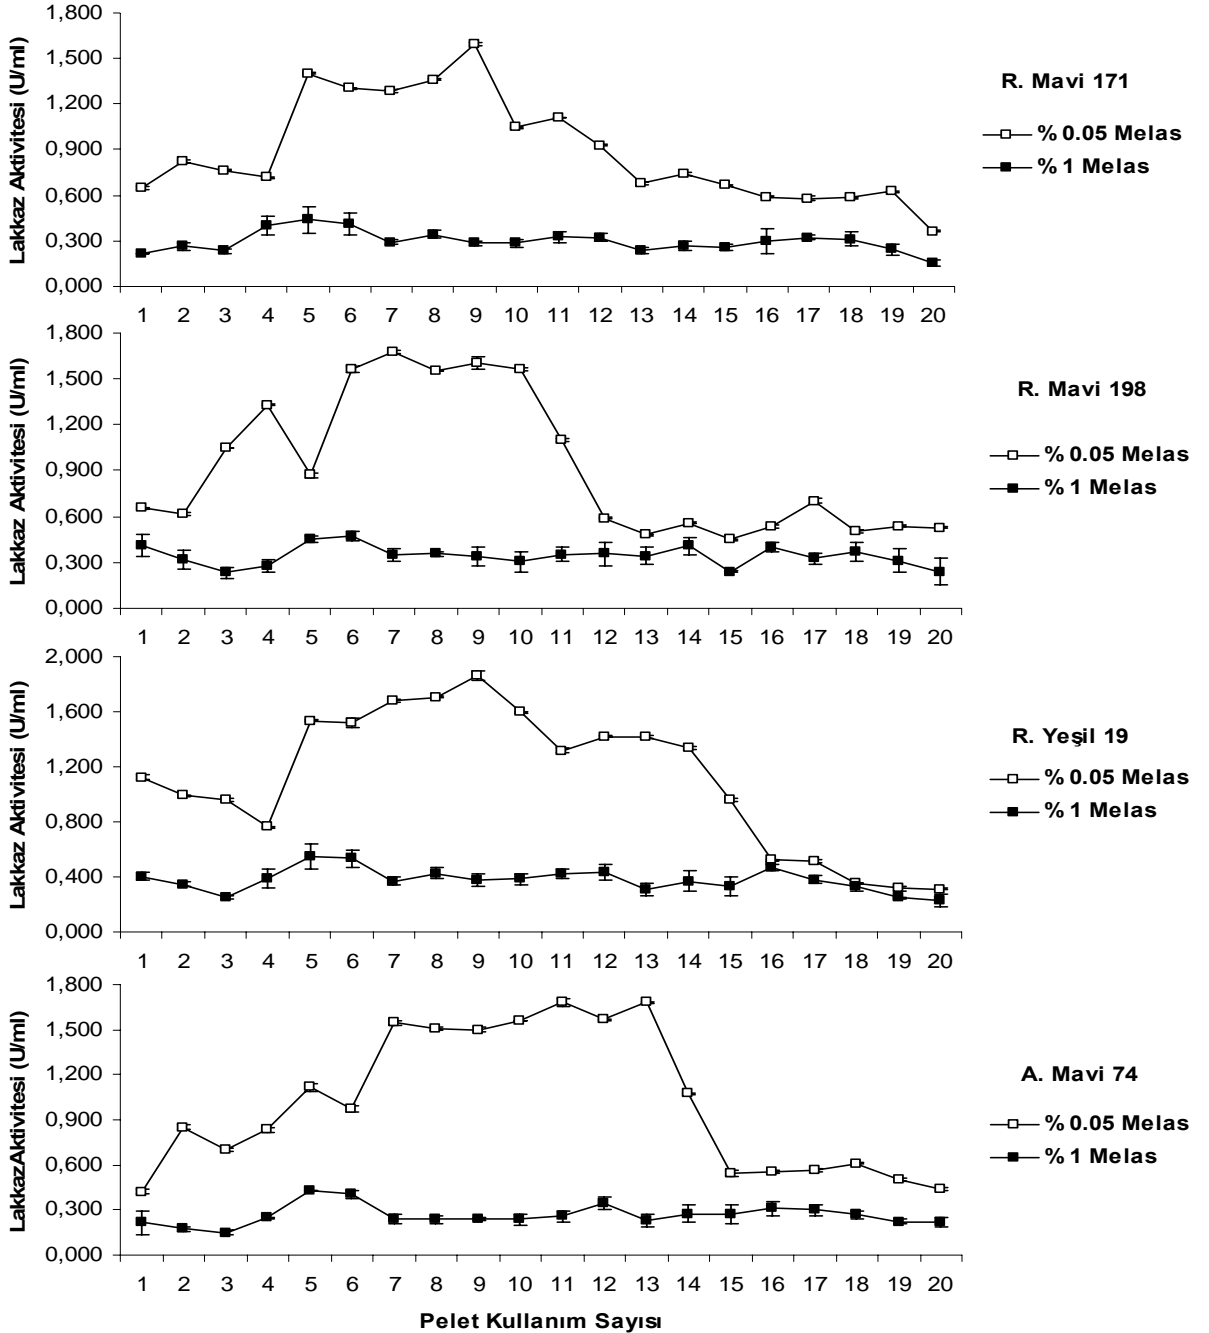 Lakkaz Aktivitesi (U/ml)
1,800
1,500
1,200
0,900
0,600
0,300
0,000
1 2 3 4 5 6 7 8 9 10 11 12 13 14 15 16 17 18 19 20
R. Mavi 171
% 0.05 Melas
% 1 Melas
Lakkaz Aktivitesi (U/ml)
1,800
1,500
1,200
0,900
0,600
0,300
0,000
1 2 3 4 5 6 7 8 9 10 11 12 13 14 15 16 17 18 19 20
R. Mavi 198
% 0.05 Melas
% 1 Melas
Lakkaz Aktivitesi (U/ml)
2,000
1,600
1,200
0,800
0,400
0,000
1 2 3 4 5 6 7 8 9 10 11 12 13 14 15 16 17 18 19 20
R. Yeşil 19
% 0.05 Melas
% 1 Melas
LakkazAktivitesi (U/ml)
1,800
1,500
1,200
0,900
0,600
0,300
0,000
1 2 3 4 5 6 7 8 9 10 11 12 13 14 15 16 17 18 19 20
A. Mavi 74
% 0.05 Melas
% 1 Melas
Pelet Kullanım Sayısı